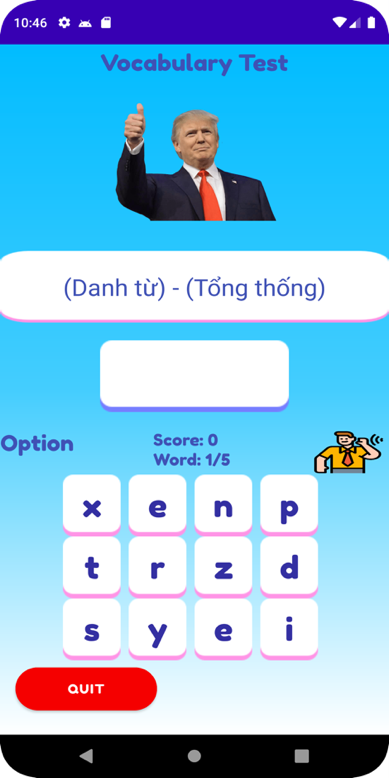 10:46
Vocabulary Test
(Danh từ) - (Tổng thống)
Option
Score: 0
Word: 1/5
x e n p
t r z d
s y e i
QUIT